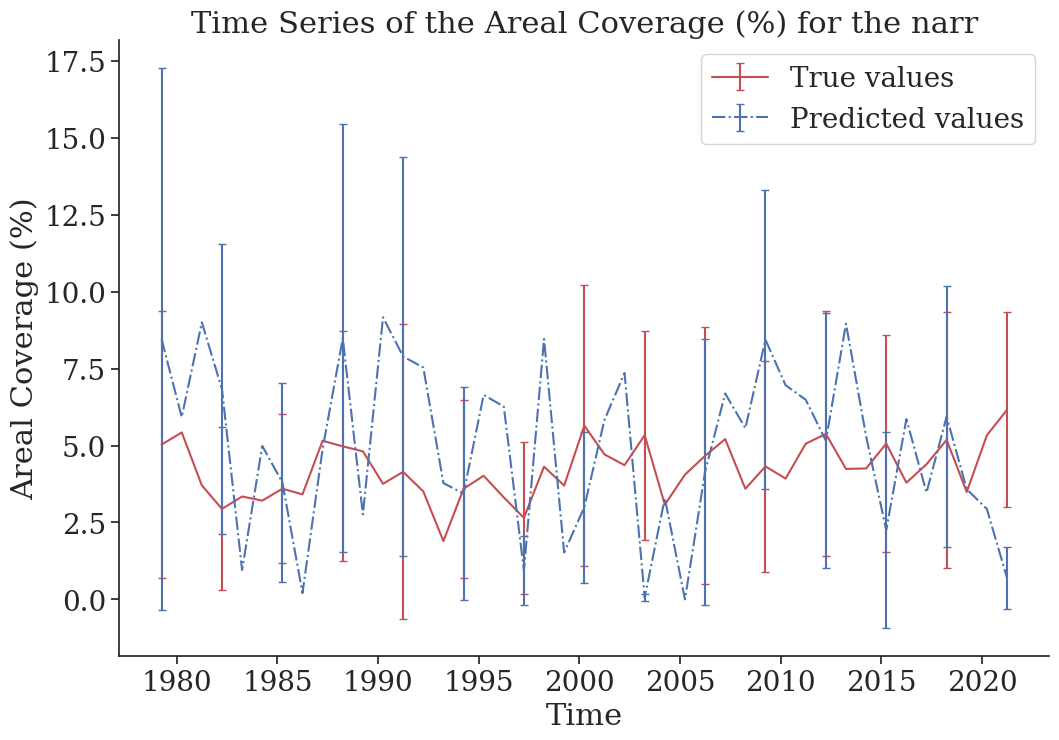 Time Series of the Areal Coverage (%) for the narr
True values
Predicted values
Areal Coverage (%)
17.5
15.0
12.5
10.0
7.5
5.0
2.5
0.0
1980 1985 1990 1995 2000 2005 2010 2015 2020
Time